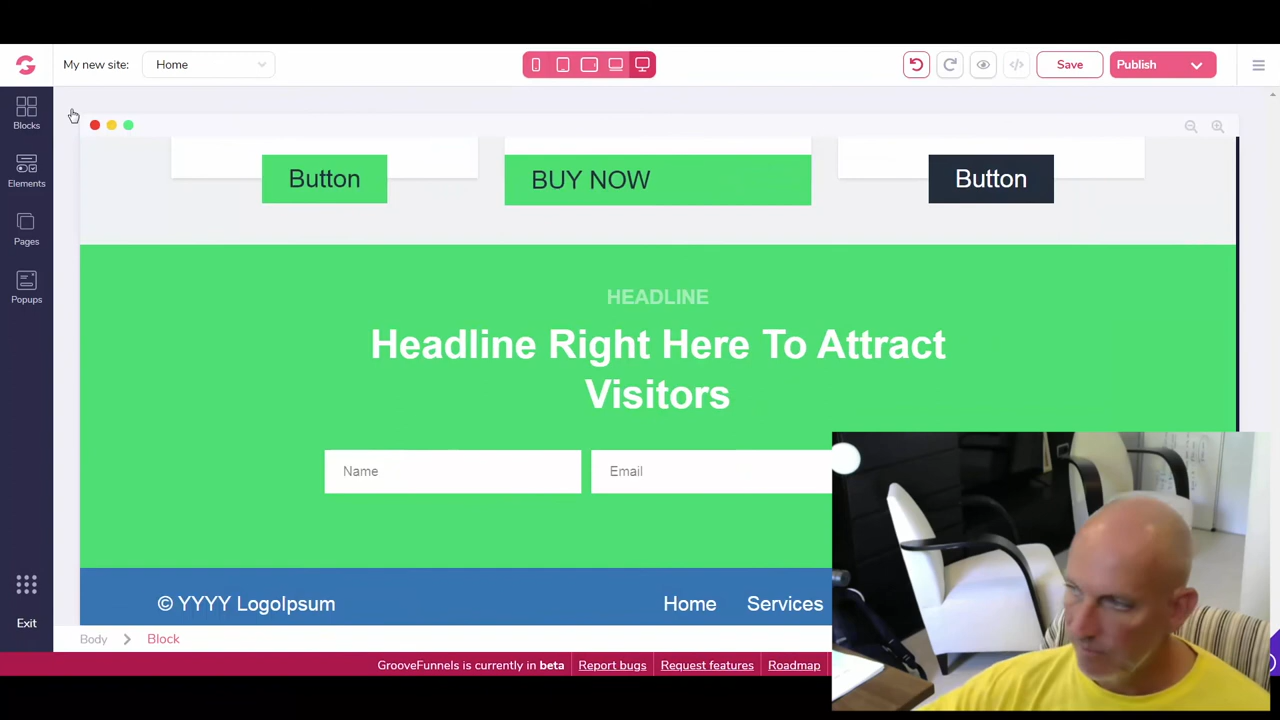 My new site:
Home
Save
Publish
Blocks
Elements
Pages
Popups
Exit
Button
BUY NOW
Button
HEADLINE
Headline Right Here To Attract
Visitors
Name
Email
© YYYY LogoIpsum
Home
Services
Body
Block
GrooveFunnels is currently in beta
Report bugs
Request features
Roadmap